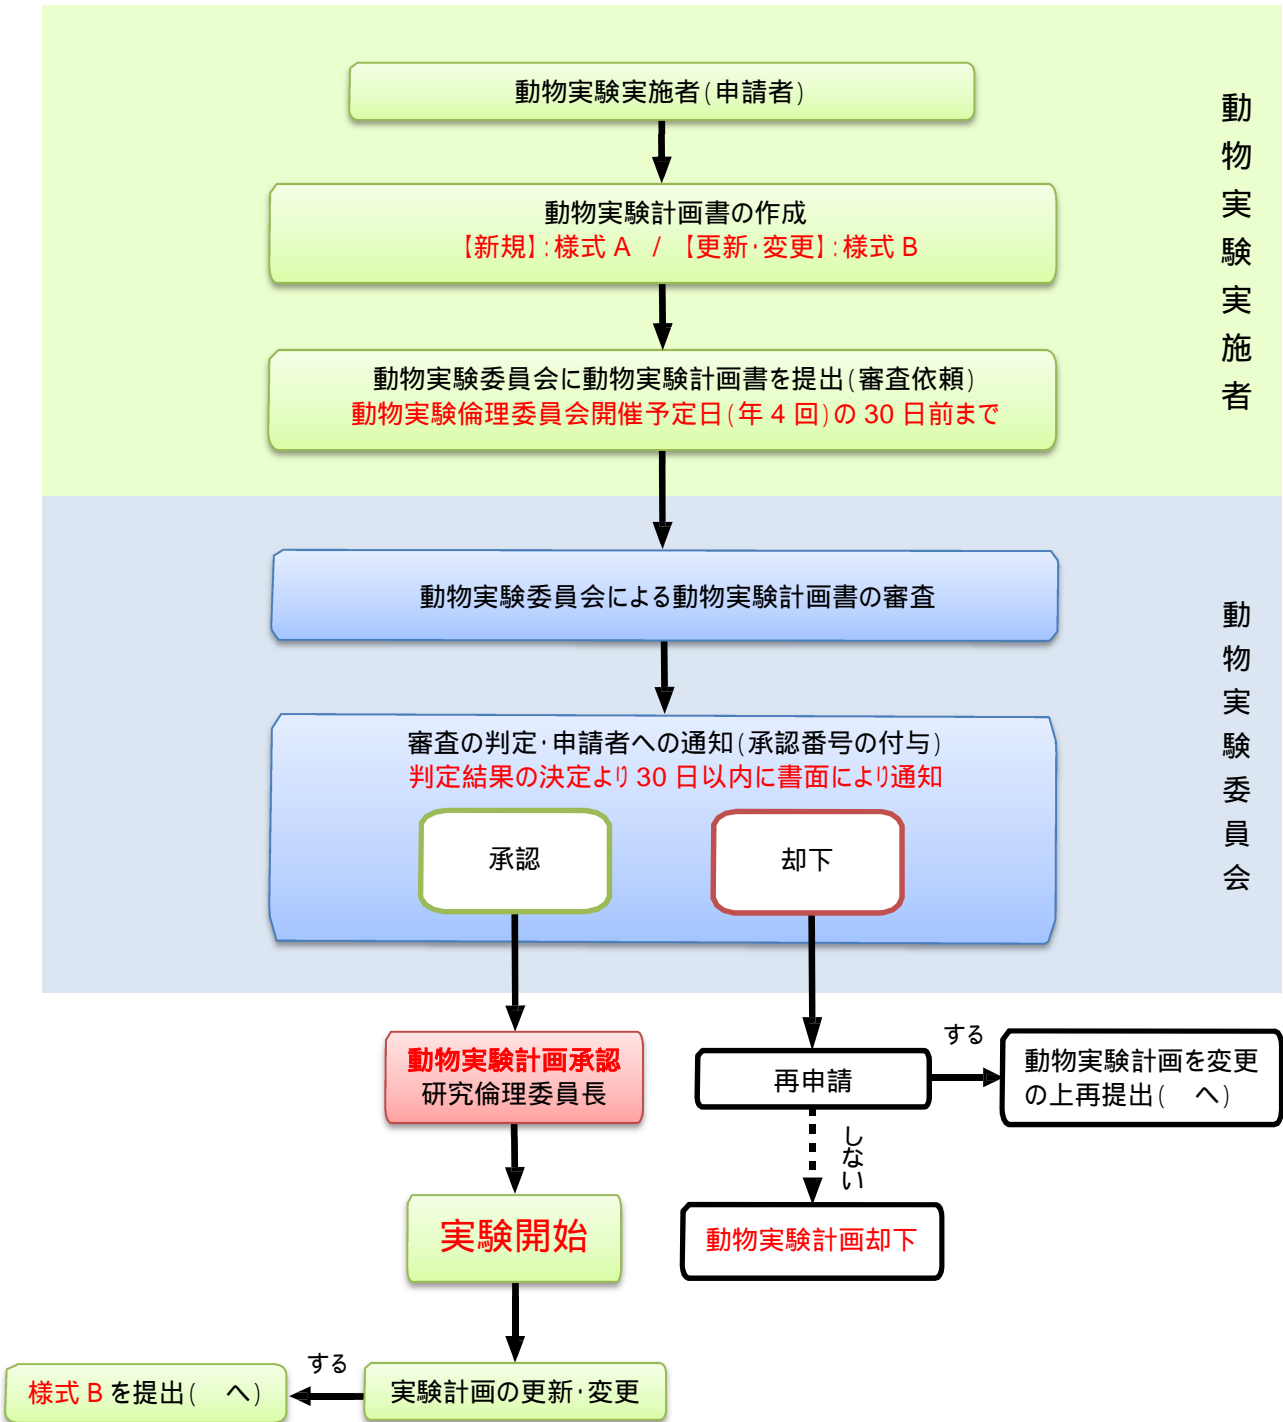 動物実験実施者(申請者)
動物実験計画書の作成
【新規】:様式 A / 【更新・変更】:様式 B
動物実験委員会に動物実験計画書を提出(審査依頼)
動物実験倫理委員会開催予定日(年 4 回)の 30 日前まで
動物実験実施者
動物実験委員会による動物実験計画書の審査
審査の判定・申請者への通知(承認番号の付与)
判定結果の決定より 30 日以内に書面により通知
承認
却下
動物実験委員会
動物実験計画承認
研究倫理委員長
再申請
する
動物実験計画を変更
の上再提出(　へ)
しない
実験開始
動物実験計画却下
実験計画の更新・変更
する
様式 B を提出(　へ)